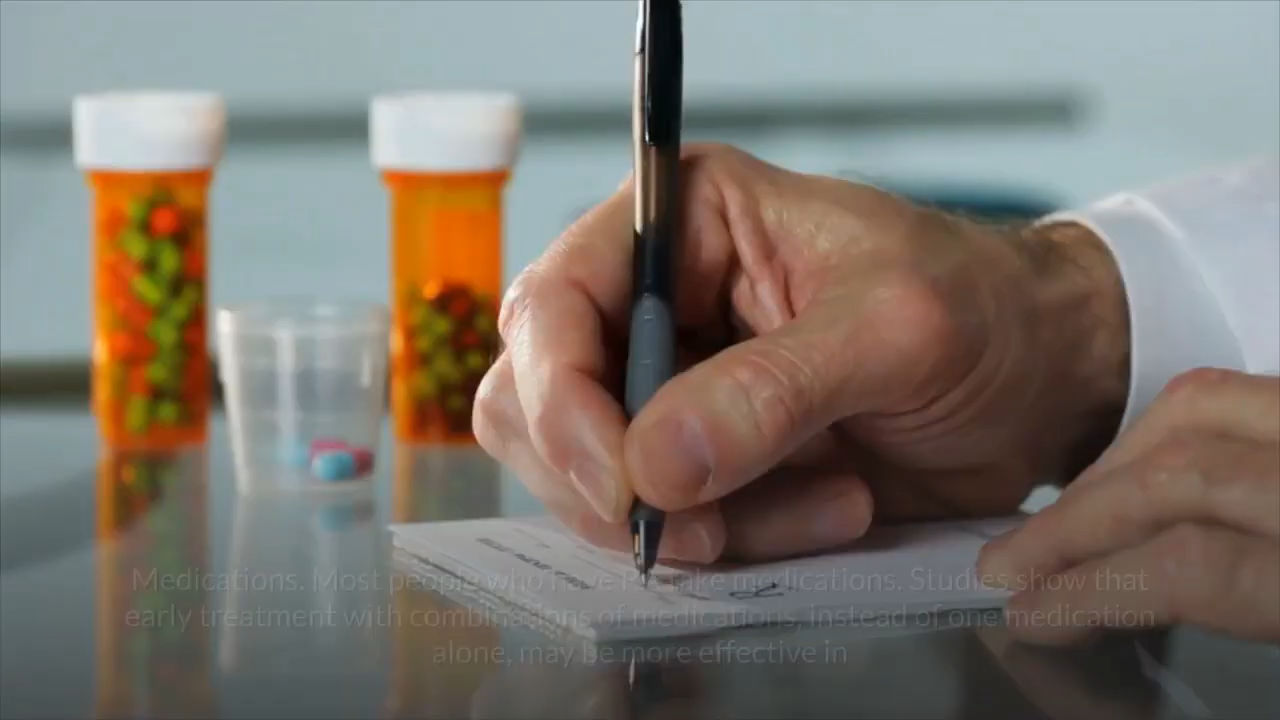 Medications. Most people who have RA take medications. Studies show that
early treatment with combinations of medications, instead of one medication
alone, may be more effective in
℞